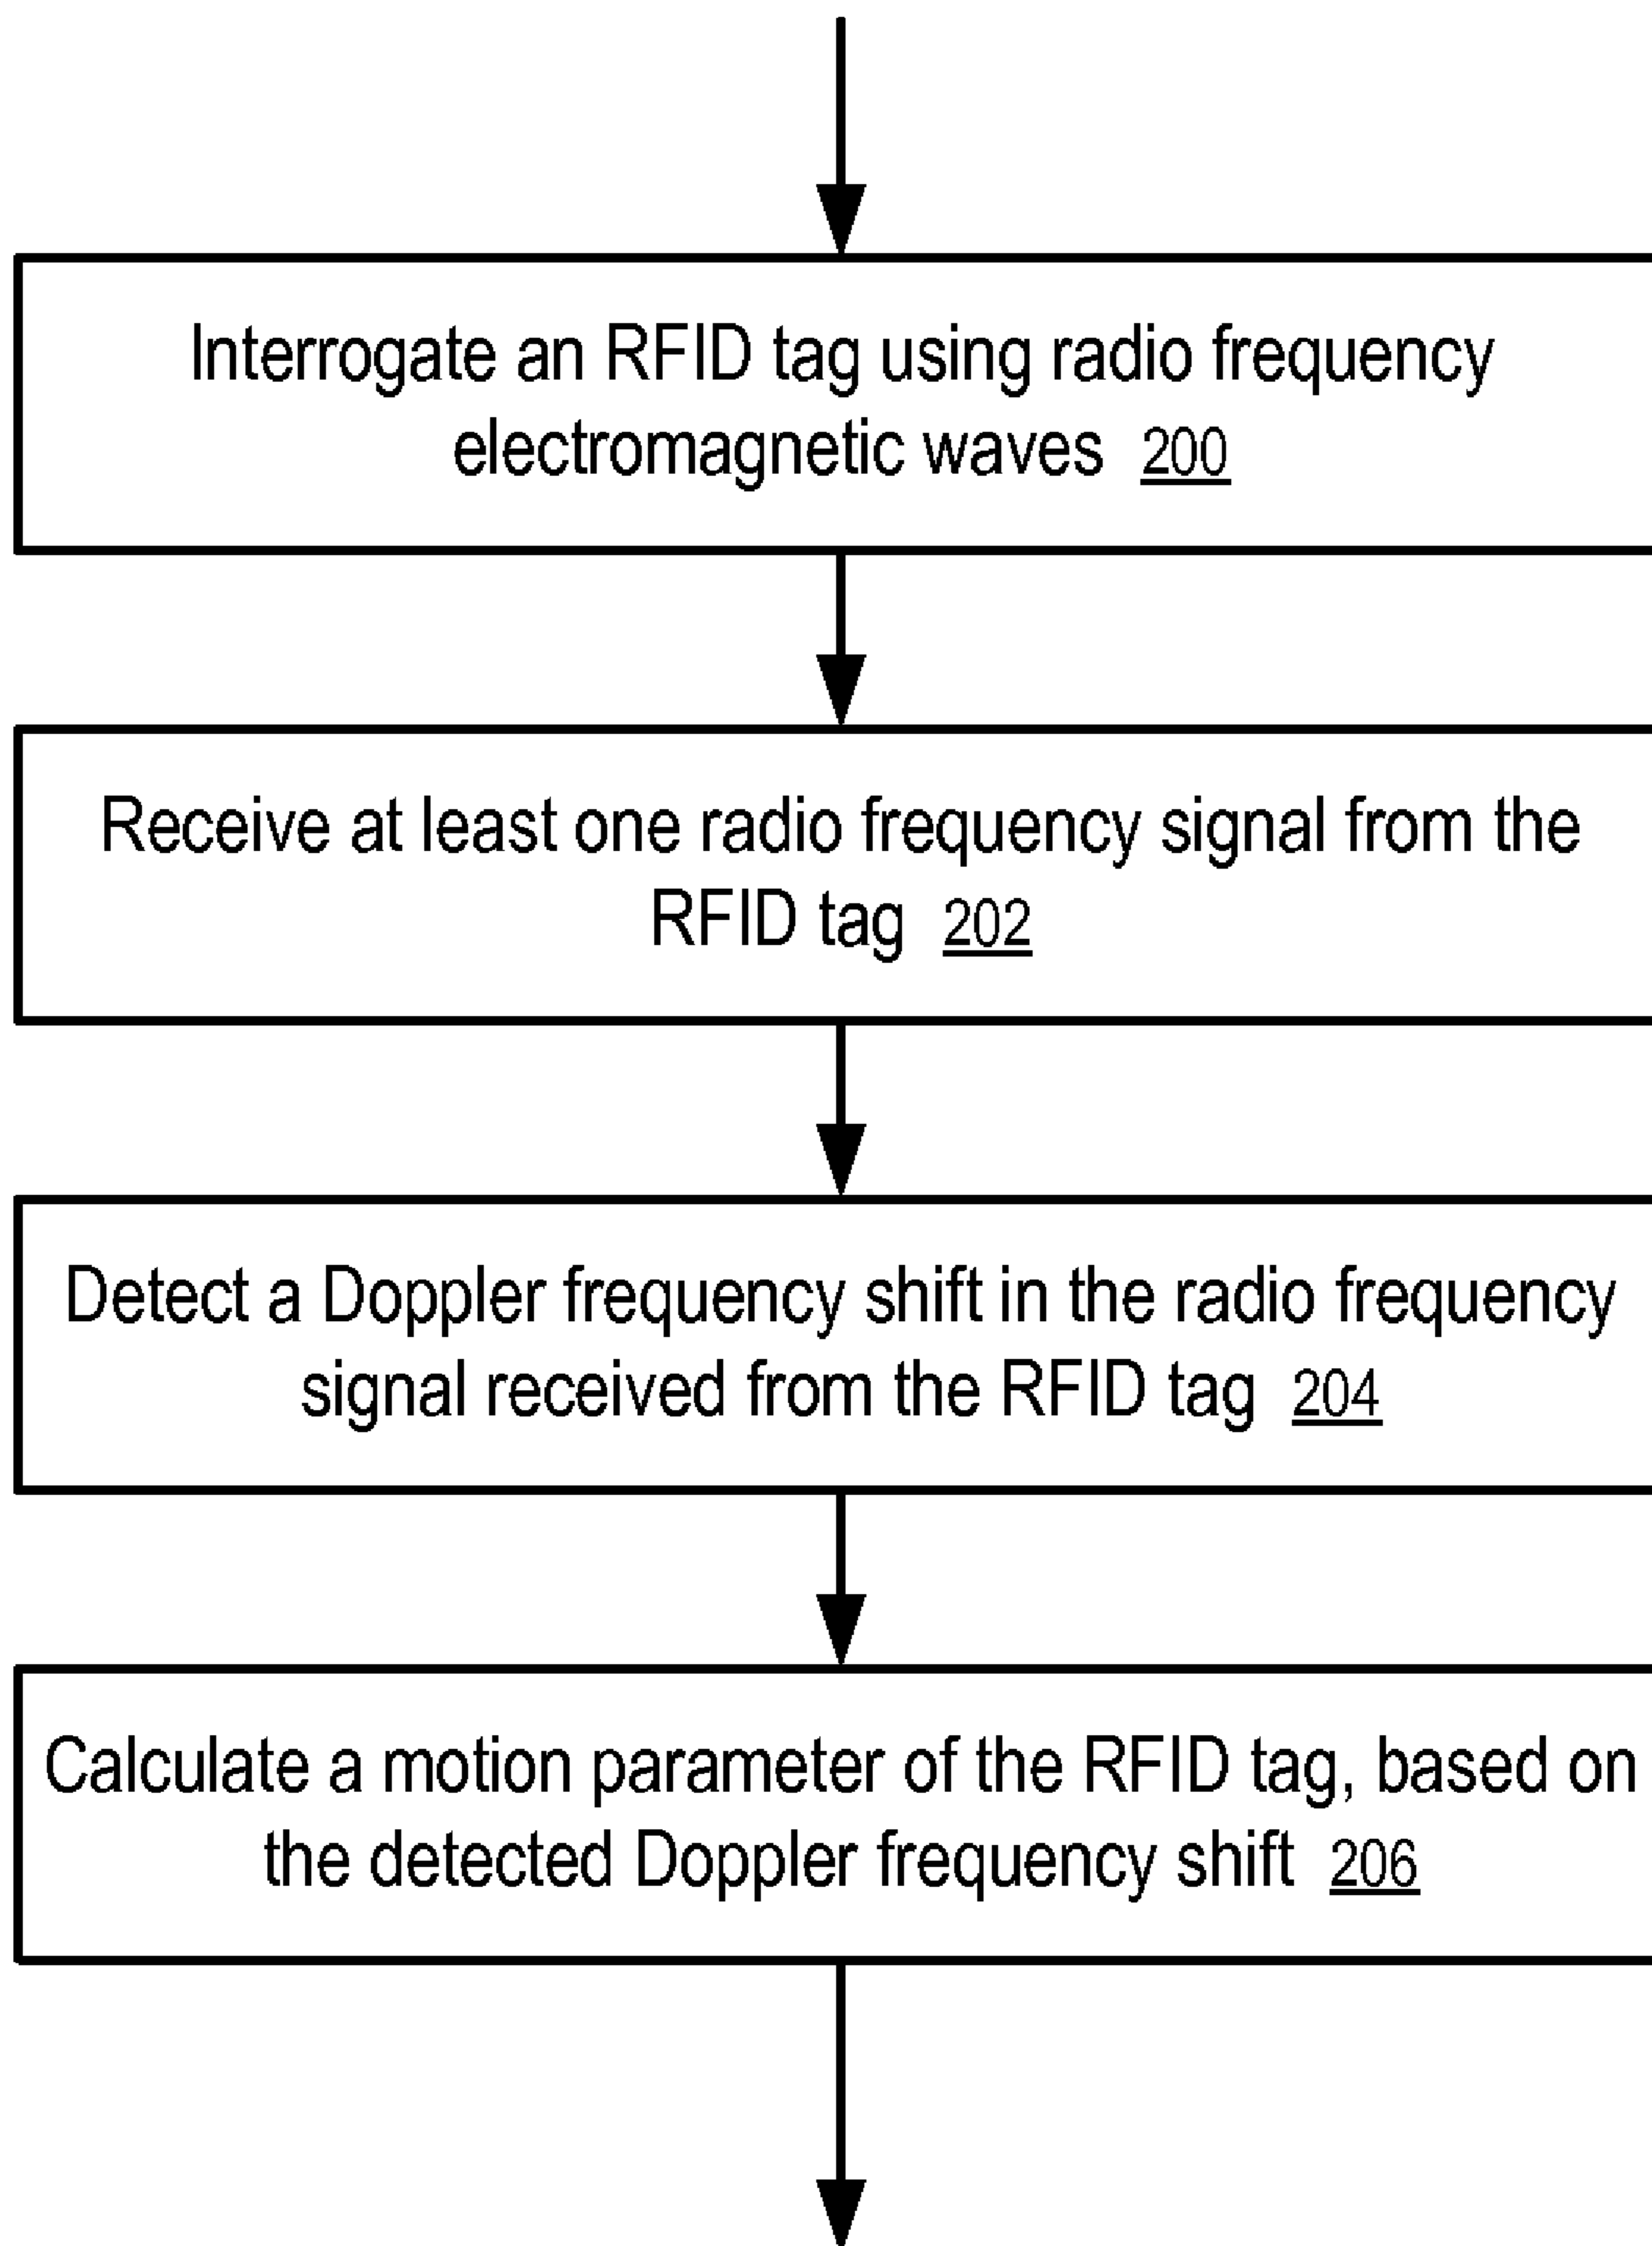 Interrogate an RFID tag using radio frequency
electromagnetic waves 200
Receive at least one radio frequency signal from the
RFID tag 202
Detect a Doppler frequency shift in the radio frequency
signal received from the RFID tag 204
Calculate a motion parameter of the RFID tag, based on
the detected Doppler frequency shift 206